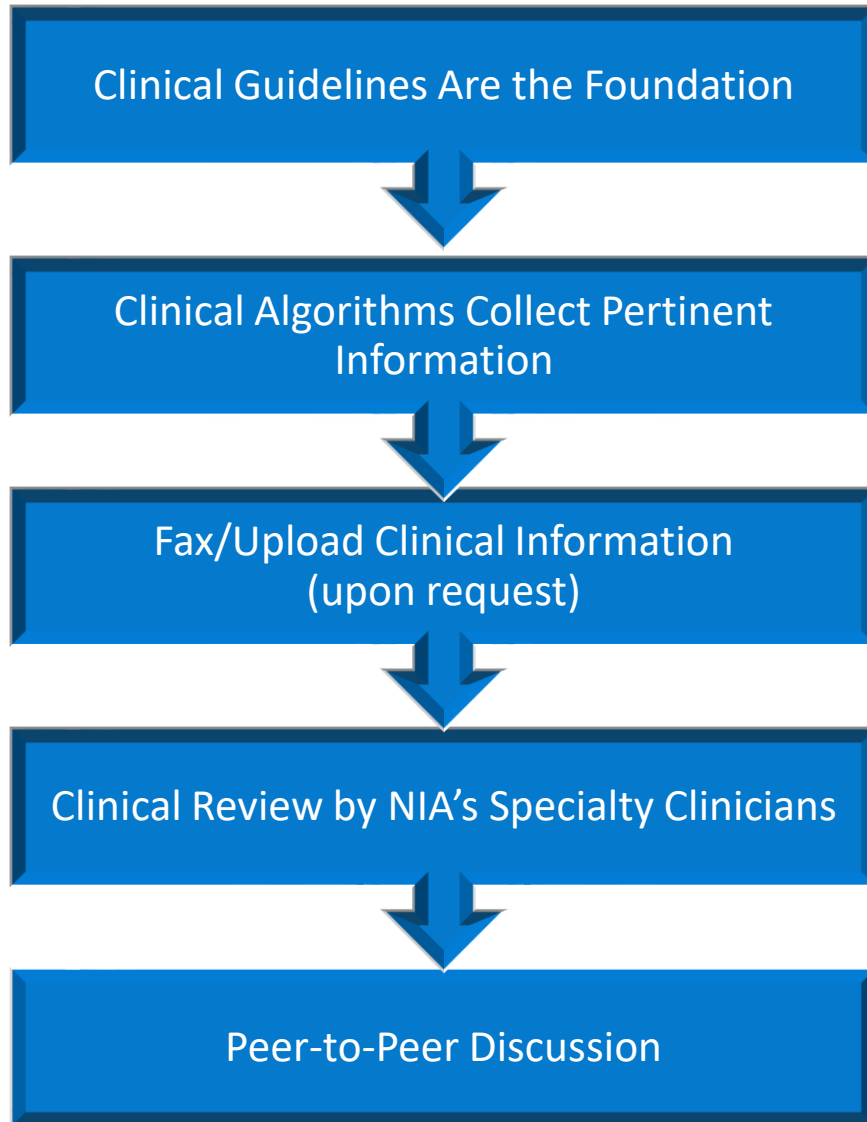 Clinical Guidelines Are the Foundation
Clinical Algorithms Collect Pertinent
Information
Fax/Upload Clinical Information
(upon request)
Clinical Review by NIA’s Specialty Clinicians
Peer-to-Peer Discussion